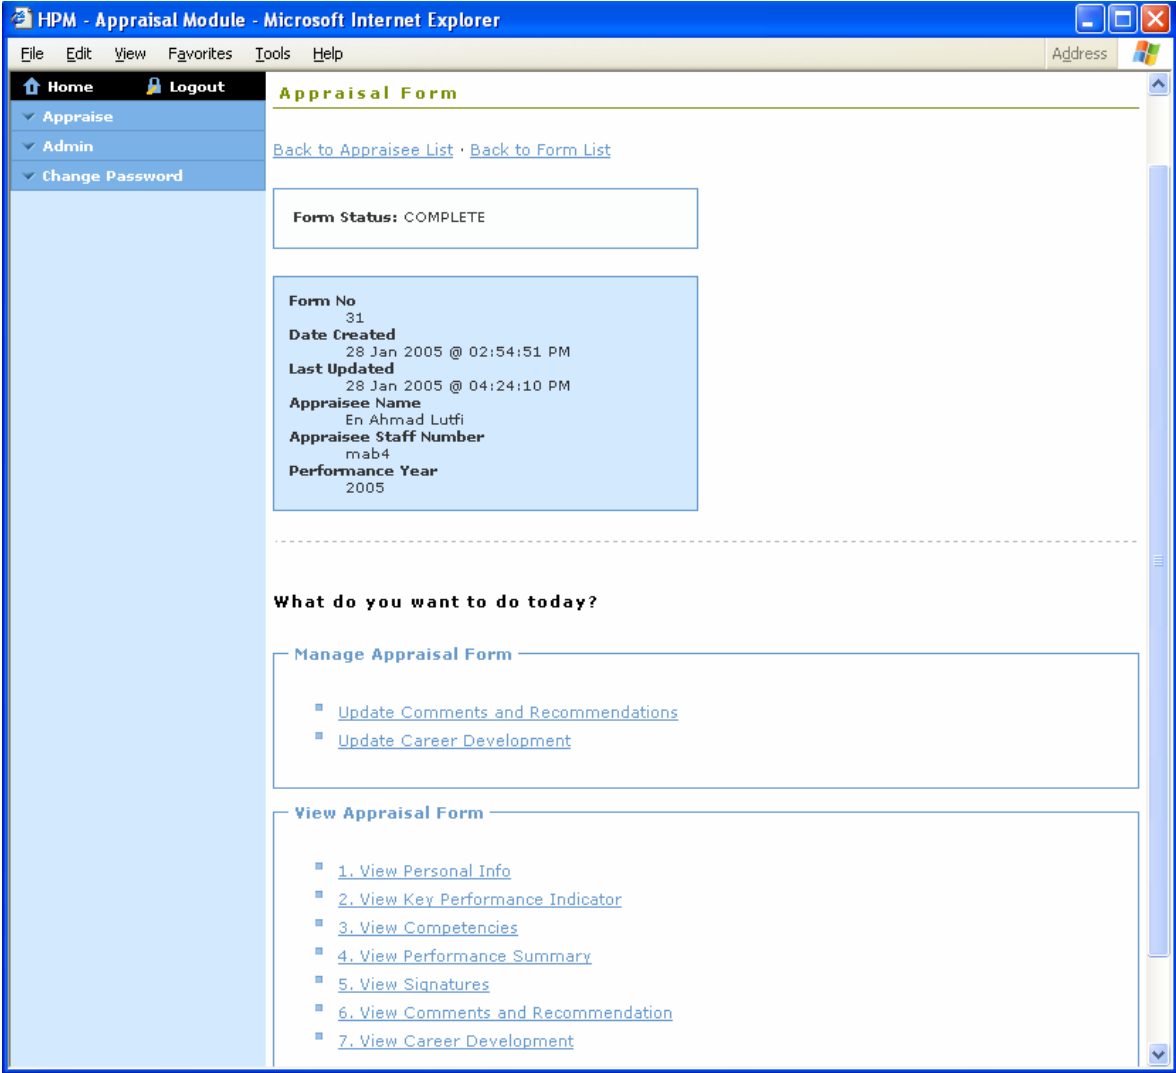 HPM - Appraisal Module - Microsoft Internet Explorer
File Edit View Favorites Tools Help Address
Home Logout
Appraise
Admin
Change Password
Appraisal Form
Back to Appraisee List · Back to Form List
Form Status: COMPLETE
Form No
31
Date Created
28 Jan 2005 @ 02:54:51 PM
Last Updated
28 Jan 2005 @ 04:24:10 PM
Appraisee Name
En Ahmad Lutfi
Appraisee Staff Number
mab4
Performance Year
2005
What do you want to do today?
Manage Appraisal Form
Update Comments and Recommendations
Update Career Development
View Appraisal Form
1. View Personal Info
2. View Key Performance Indicator
3. View Competencies
4. View Performance Summary
5. View Signatures
6. View Comments and Recommendation
7. View Career Development